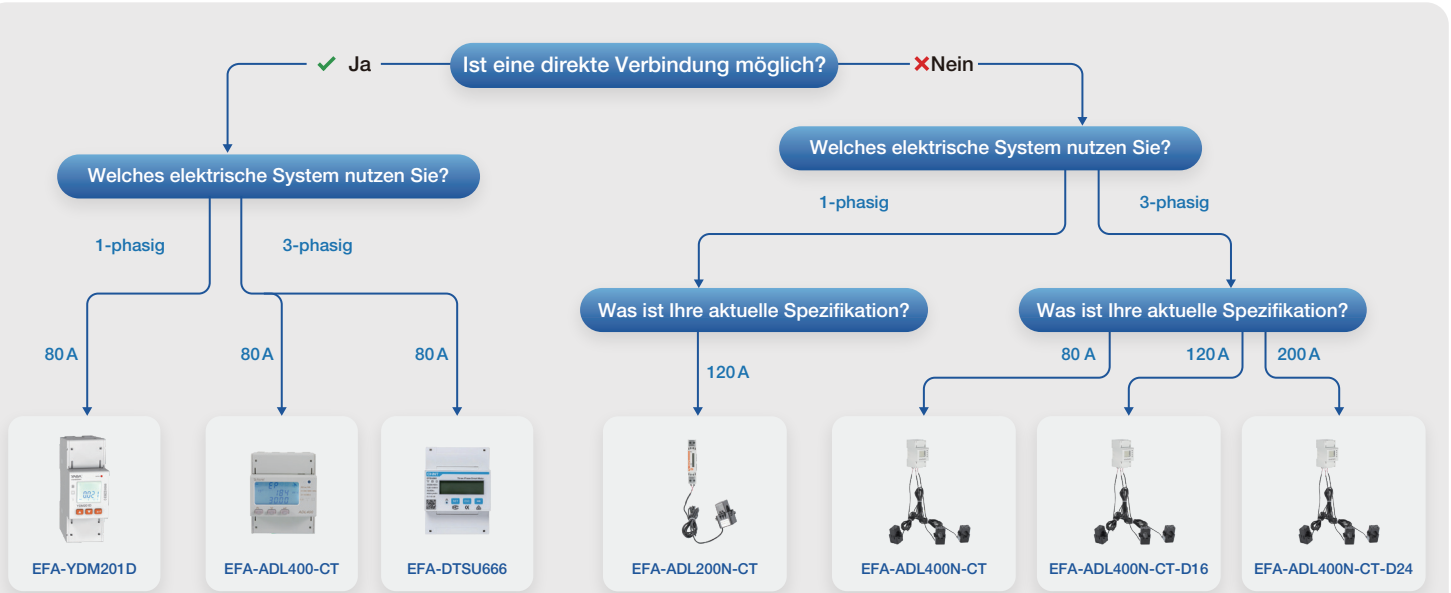 Ja
Ist eine direkte Verbindung möglich?
Nein
Welches elektrische System nutzen Sie?
Welches elektrische System nutzen Sie?
1-phasig
3-phasig
1-phasig
3-phasig
Was ist Ihre aktuelle Spezifikation?
Was ist Ihre aktuelle Spezifikation?
80 A
80 A
80 A
120 A
80 A
120 A
200 A
EFA-YDM201D
EFA-ADL400-CT
EFA-DTSU666
EFA-ADL200N-CT
EFA-ADL400N-CT
EFA-ADL400N-CT-D16
EFA-ADL400N-CT-D24